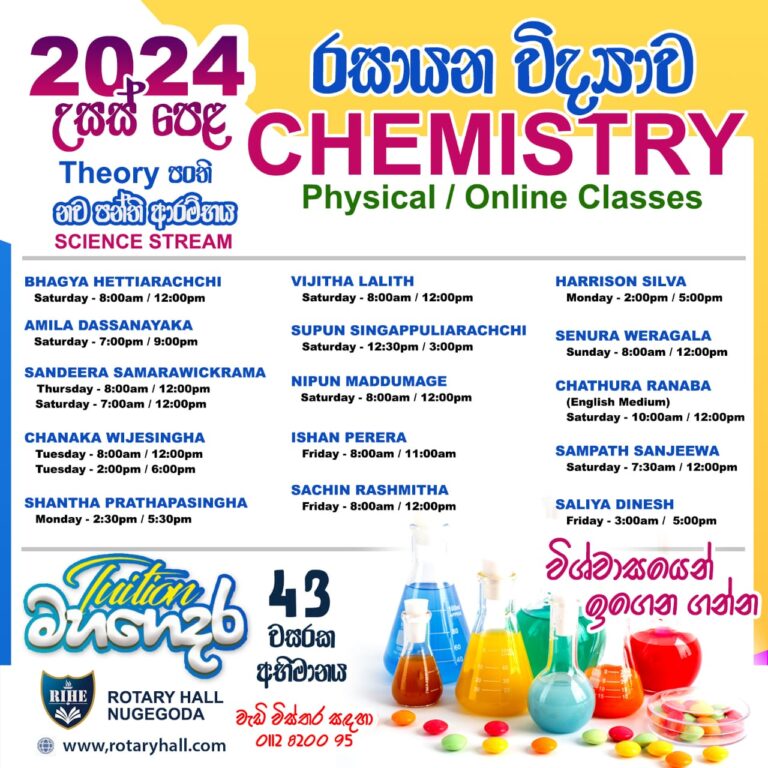 2024
උසස් පෙළ
Theory පංති
නව පන්ති ආරම්භය
SCIENCE STREAM
රසායන විද්‍යාව
CHEMISTRY
Physical / Online Classes
BHAGYA HETTIARACHCHI
Saturday - 8:00am / 12:00pm
AMILA DASSANAYAKA
Saturday - 7:00pm / 9:00pm
SANDEERA SAMARAWICKRAMA
Thursday - 8:00am / 12:00pm
Saturday - 7:00am / 12:00pm
CHANAKA WIJESINGHA
Tuesday - 8:00am / 12:00pm
Tuesday - 2:00pm / 6:00pm
SHANTHA PRATHAPASINGHA
Monday - 2:30pm / 5:30pm
VIJITHA LALITH
Saturday - 8:00am / 12:00pm
SUPUN SINGAPPULIARACHCHI
Saturday - 12:30pm / 3:00pm
NIPUN MADDUMAGE
Saturday - 8:00am / 12:00pm
ISHAN PERERA
Friday - 8:00am / 11:00am
SACHIN RASHMITHA
Friday - 8:00am / 12:00pm
HARRISON SILVA
Monday - 2:00pm / 5:00pm
SENURA WERAGALA
Sunday - 8:00am / 12:00pm
CHATHURA RANABA
(English Medium)
Saturday - 10:00am / 12:00pm
SAMPATH SANJEEWA
Saturday - 7:30am / 12:00pm
SALIYA DINESH
Friday - 3:00am / 5:00pm
Tuition
මහගෙදර
43
වසරක
අභිමානය
විශ්වාසයෙන්
ඉගෙන ගන්න
RIHE
ROTARY HALL
NUGEGODA
www.rotaryhall.com
වැඩි විස්තර සඳහා
0112 8200 95